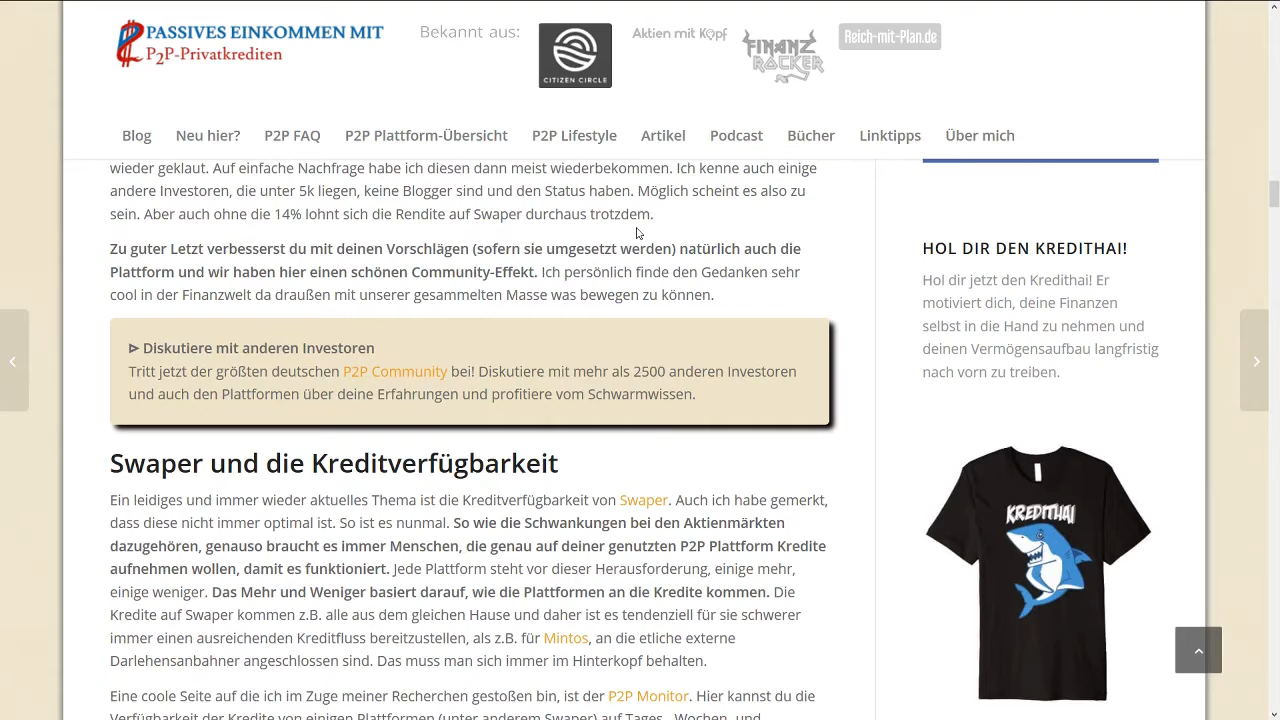 PASSIVES EINKOMMEN MIT
P2P-Privatkrediten
Bekannt aus:
CITIZEN CIRCLE
Aktien mit Kopf
FINANZ
ROCKER
Reich-mit-Plan.de
Blog Neu hier? P2P FAQ P2P Plattform-Übersicht P2P Lifestyle Artikel Podcast Bücher Linktipps Über mich
wieder geklaut. Auf einfache Nachfrage habe ich diesen dann meist wiederbekommen. Ich kenne auch einige
andere Investoren, die unter 5k liegen, keine Blogger sind und den Status haben. Möglich scheint es also zu
sein. Aber auch ohne die 14% lohnt sich die Rendite auf Swaper durchaus trotzdem.
Zu guter Letzt verbesserst du mit deinen Vorschlägen (sofern sie umgesetzt werden) natürlich auch die
Plattform und wir haben hier einen schönen Community-Effekt. Ich persönlich finde den Gedanken sehr
cool in der Finanzwelt da draußen mit unserer gesammelten Masse was bewegen zu können.
⊳ Diskutiere mit anderen Investoren
Tritt jetzt der größten deutschen P2P Community bei! Diskutiere mit mehr als 2500 anderen Investoren
und auch den Plattformen über deine Erfahrungen und profitiere vom Schwarmwissen.
Swaper und die Kreditverfügbarkeit
Ein leidiges und immer wieder aktuelles Thema ist die Kreditverfügbarkeit von Swaper. Auch ich habe gemerkt,
dass diese nicht immer optimal ist. So ist es nunmal. So wie die Schwankungen bei den Aktienmärkten
dazugehören, genauso braucht es immer Menschen, die genau auf deiner genutzten P2P Plattform Kredite
aufnehmen wollen, damit es funktioniert. Jede Plattform steht vor dieser Herausforderung, einige mehr,
einige weniger. Das Mehr und Weniger basiert darauf, wie die Plattformen an die Kredite kommen. Die
Kredite auf Swaper kommen z.B. alle aus dem gleichen Hause und daher ist es tendenziell für sie schwerer
immer einen ausreichenden Kreditfluss bereitzustellen, als z.B. für Mintos, an die etliche externe
Darlehensanbahner angeschlossen sind. Das muss man sich immer im Hinterkopf behalten.
Eine coole Seite auf die ich im Zuge meiner Recherchen gestoßen bin, ist der P2P Monitor. Hier kannst du die
Verfügbarkeit der Kredite von einigen Plattformen (unter anderem Swaper) auf Tages-, Wochen- und
HOL DIR DEN KREDITHAI!
Hol dir jetzt den Kredithai! Er
motiviert dich, deine Finanzen
selbst in die Hand zu nehmen und
deinen Vermögensaufbau langfristig
nach vorn zu treiben.
KREDITHAI